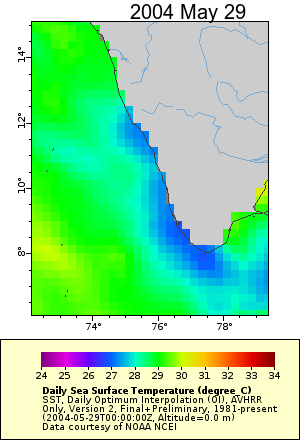 2004 May 29
14°
12°
10°
8°
74° 76° 78°
24 25 26 27 28 29 30 31 32 33 34
Daily Sea Surface Temperature (degree_C)
SST, Daily Optimum Interpolation (OI), AVHRR
Only, Version 2, Final+Preliminary, 1981-present
(2004-05-29T00:00:00Z, Altitude=0.0 m)
Data courtesy of NOAA NCEI